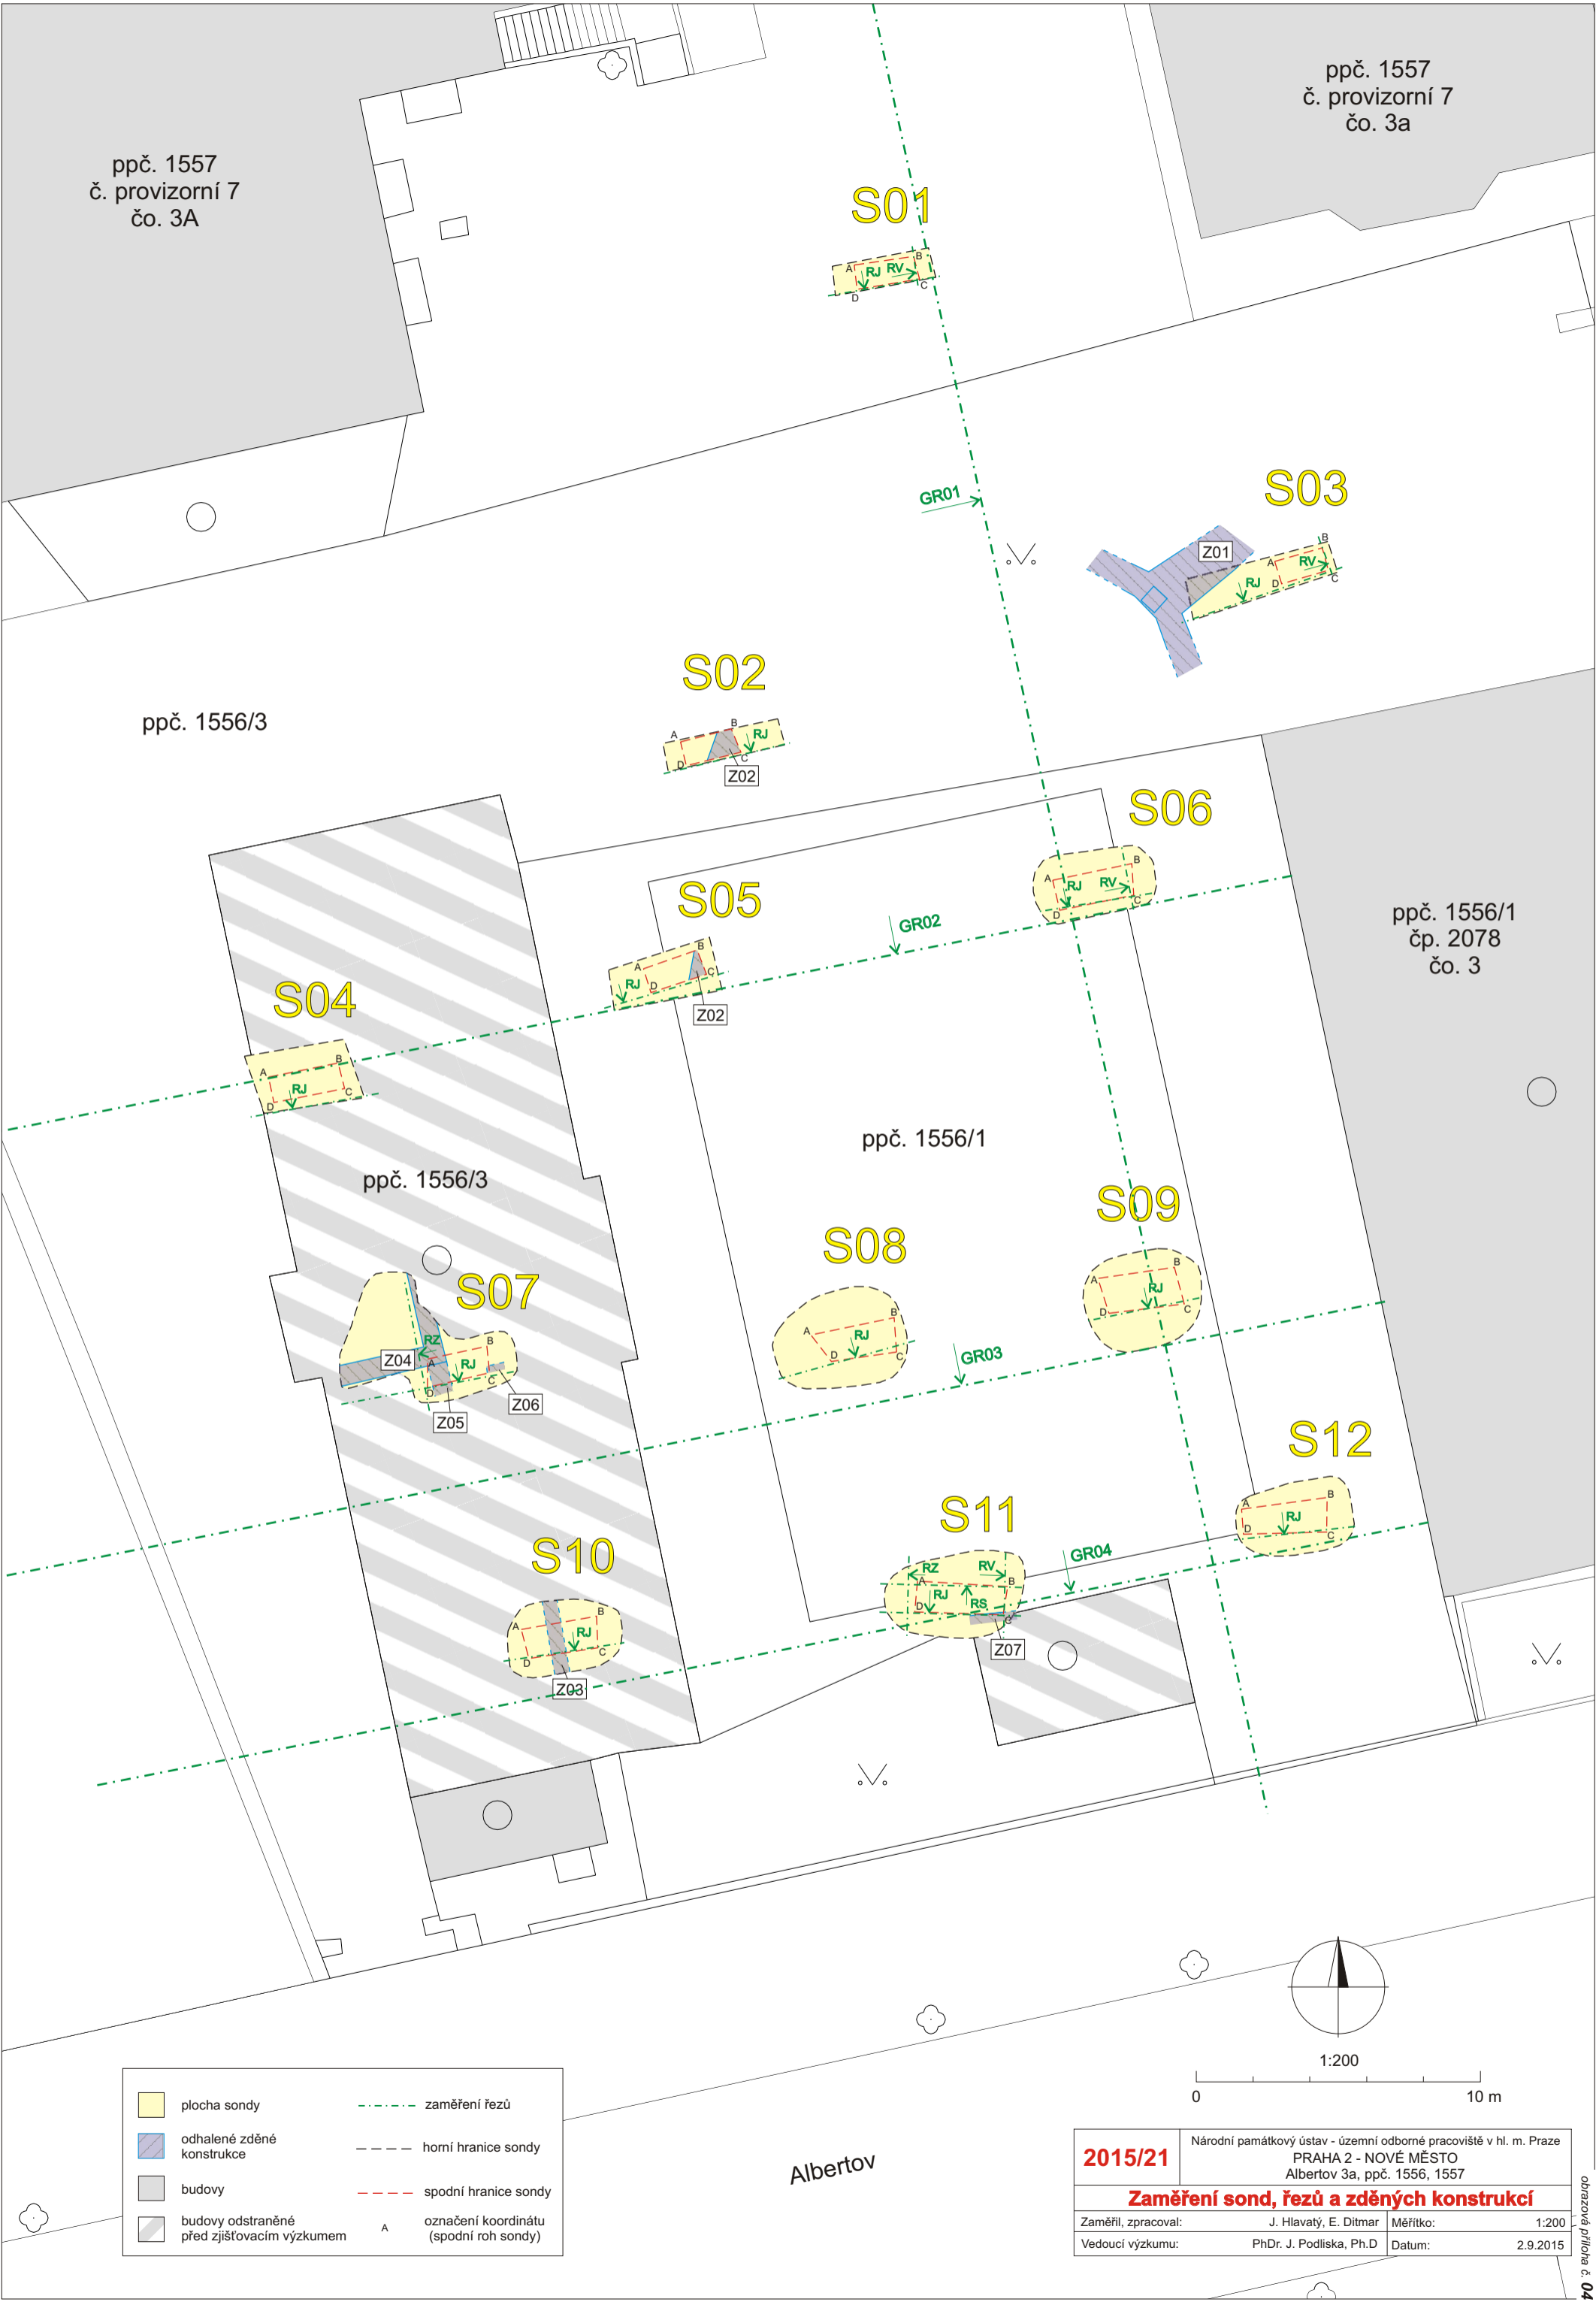 ppč. 1557
č. provizorní 7
čo. 3A
ppč. 1557
č. provizorní 7
čo. 3a
S01
A
B
RJ
RV
C
D
GR01
S03
Z01
B
A
RV
RJ
D
C
S02
ppč. 1556/3
A
B
RJ
D
C
Z02
S06
A
B
RJ
RV
C
D
S05
GR02
B
A
C
RJ
D
Z02
ppč. 1556/1
čp. 2078
čo. 3
S04
B
A
RJ
C
D
ppč. 1556/1
ppč. 1556/3
S09
A
B
RJ
D
C
S08
B
A
RJ
D
C
GR03
S07
RZ
B
Z04
A
RJ
C
D
Z06
Z05
S12
A
B
RJ
D
C
S11
GR04
RZ
RV
A
B
RJ
RS
D
C
Z07
S10
A
B
RJ
C
D
Z03
1:200
0
10 m
plocha sondy
zaměření řezů
odhalené zděné
konstrukce
horní hranice sondy
budovy
spodní hranice sondy
budovy odstraněné
před zjišťovacím výzkumem
A
označení koordinátu
(spodní roh sondy)
Albertov
2015/21
Národní památkový ústav - územní odborné pracoviště v hl. m. Praze
PRAHA 2 - NOVÉ MĚSTO
Albertov 3a, ppč. 1556, 1557
Zaměření sond, řezů a zděných konstrukcí
Zaměřil, zpracoval: J. Hlavatý, E. Ditmar Měřítko: 1:200
Vedoucí výzkumu: PhDr. J. Podliska, Ph.D Datum: 2.9.2015
obrazová příloha č. 04